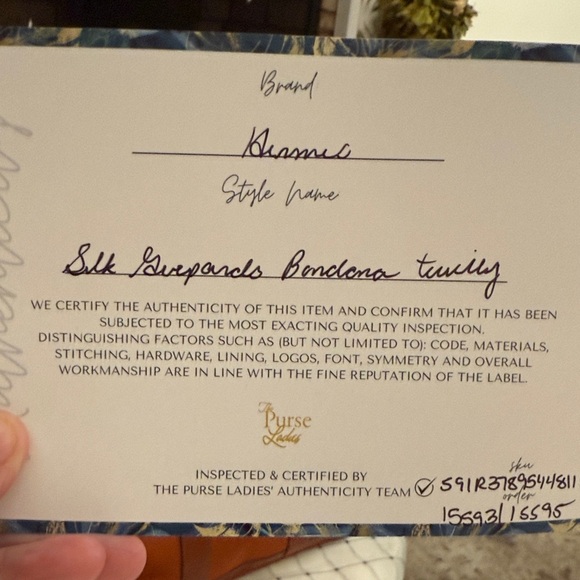 Brand
Hermes
Style Name
Silk Guepards Bandana twilly
WE CERTIFY THE AUTHENTICITY OF THIS ITEM AND CONFIRM THAT IT HAS BEEN
SUBJECTED TO THE MOST EXACTING QUALITY INSPECTION.
DISTINGUISHING FACTORS SUCH AS (BUT NOT LIMITED TO): CODE, MATERIALS,
STITCHING, HARDWARE, LINING, LOGOS, FONT, SYMMETRY AND OVERALL
WORKMANSHIP ARE IN LINE WITH THE FINE REPUTATION OF THE LABEL.
The
Purse
Ladies
INSPECTED & CERTIFIED BY
THE PURSE LADIES' AUTHENTICITY TEAM
sku
591R3789544811
order
15593/15595